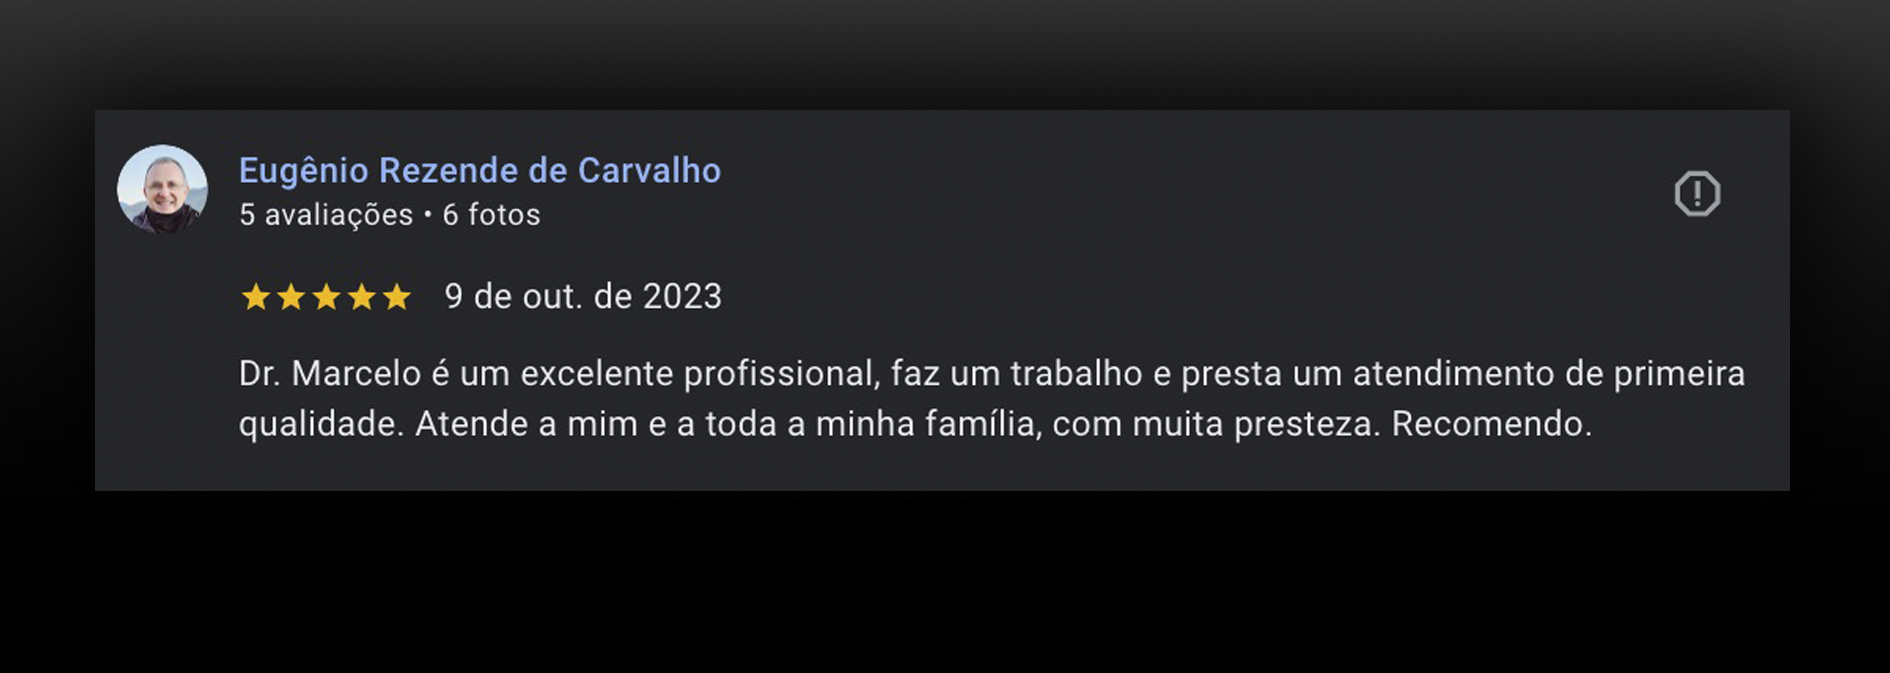 Eugênio Rezende de Carvalho
5 avaliações • 6 fotos
9 de out. de 2023
Dr. Marcelo é um excelente profissional, faz um trabalho e presta um atendimento de primeira
qualidade. Atende a mim e a toda a minha família, com muita presteza. Recomendo.